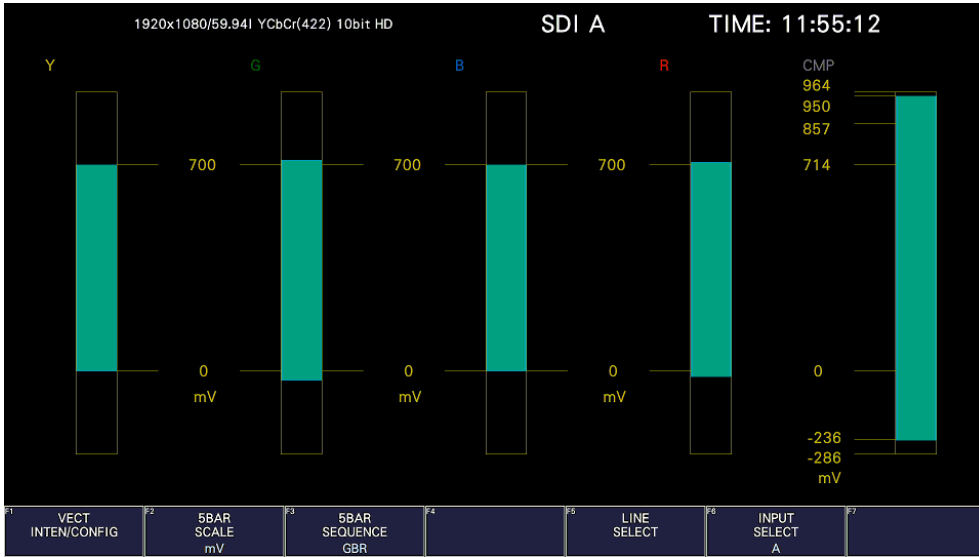 1920x1080/59.94I YCbCr(422) 10bit HD SDI A TIME: 11:55:12
Y G B R CMP
964
950
857
700 700 700 714
0 0 0 0
mV mV mV
-236
-286
mV
F1 VECT
INTEN/CONFIG
F2 5BAR
SCALE
mV
F3 5BAR
SEQUENCE
GBR
F4
F5 LINE
SELECT
F6 INPUT
SELECT
A
F7